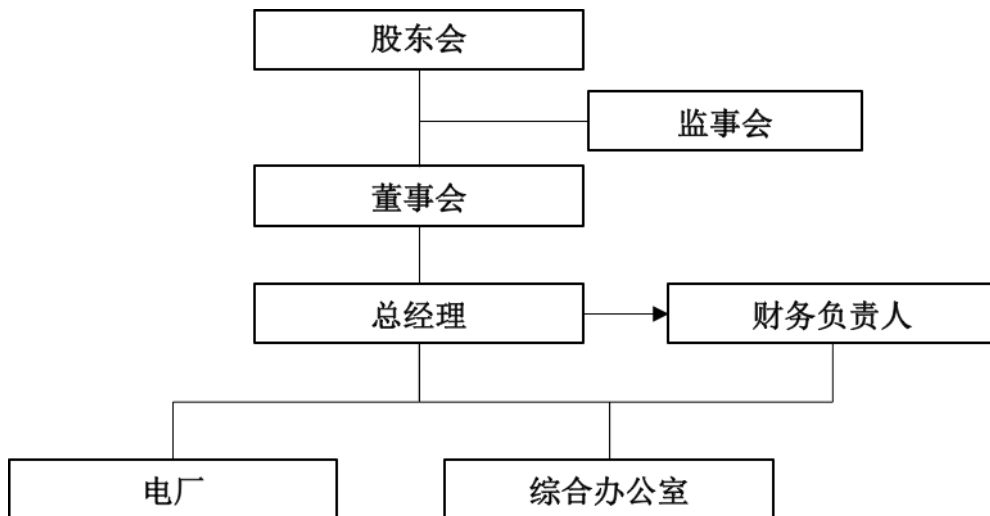 股东会
监事会
董事会
总经理
财务负责人
电厂
综合办公室